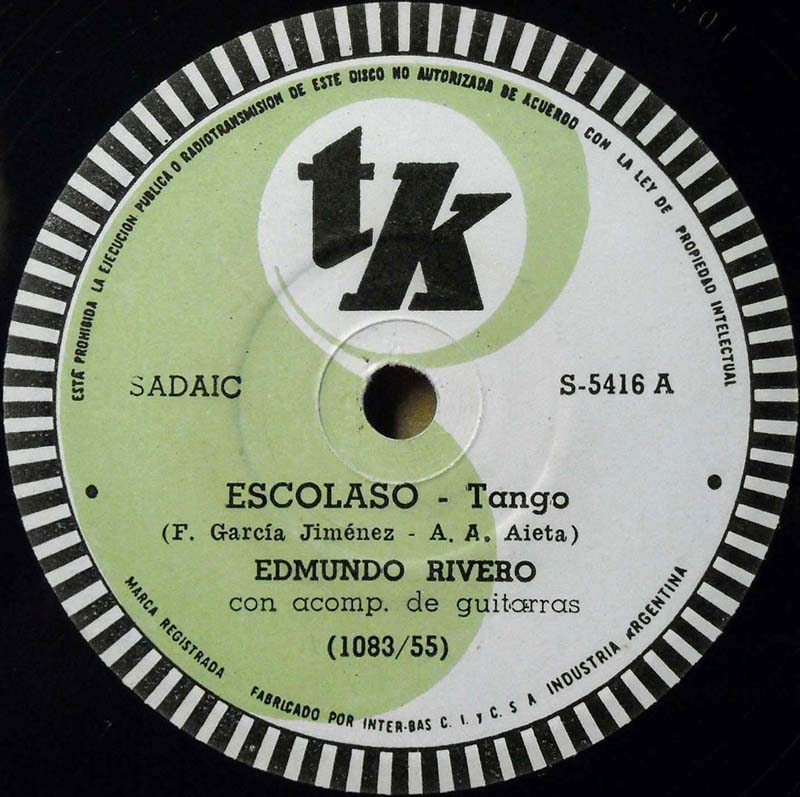 ESTÁ PROHIBIDA LA EJECUCION PUBLICA O RADIOTRANSMISION DE ESTE DISCO NO AUTORIZADA DE ACUERDO CON LA LEY DE PROPIEDAD INTELECTUAL
tk
SADAIC
S-5416 A
ESCOLASO - Tango
(F. García Jiménez - A. A. Aieta)
EDMUNDO RIVERO
con acomp. de guitarras
(1083/55)
MARCA REGISTRADA
FABRICADO POR INTER-BAS C. I. y C. S A INDUSTRIA ARGENTINA